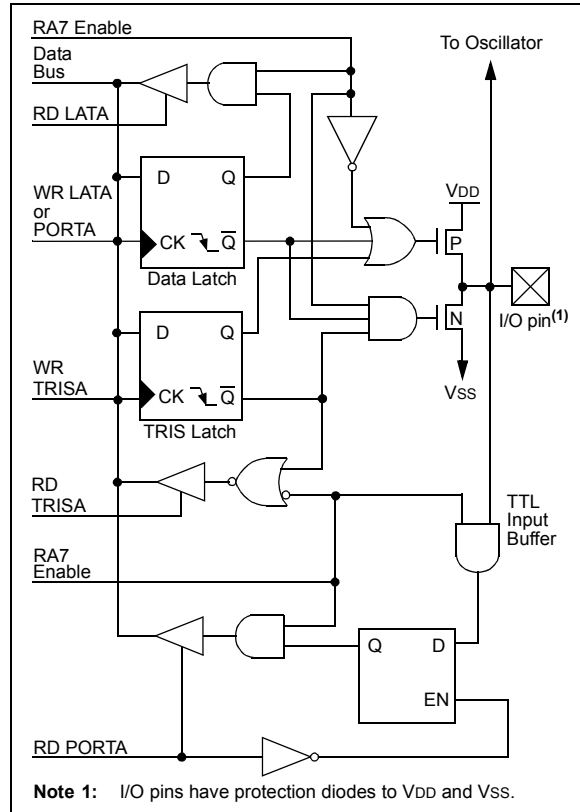 RA7 Enable
Data
Bus
To Oscillator
RD LATA
D
Q
VDD
WR LATA
or
PORTA
P
CK
Q
Data Latch
N
I/O pin(1)
D
Q
WR
TRISA
CK
Q
VSS
TRIS Latch
RD
TRISA
TTL
Input
Buffer
RA7
Enable
Q
D
EN
RD PORTA
Note 1: I/O pins have protection diodes to VDD and VSS.